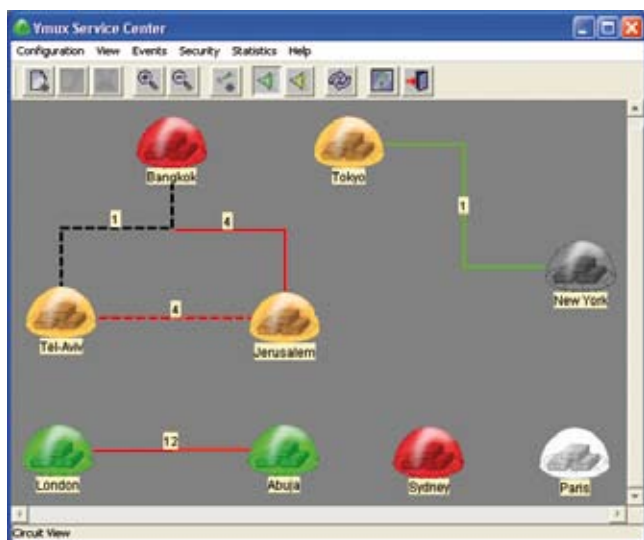 Ymux Service Center
Configuration View Events Security Statistics Help
Bangkok
Tokyo
1
4
1
New York
Tel-Aviv
4
Jerusalem
London
12
Abuja
Sydney
Paris
Circuit View